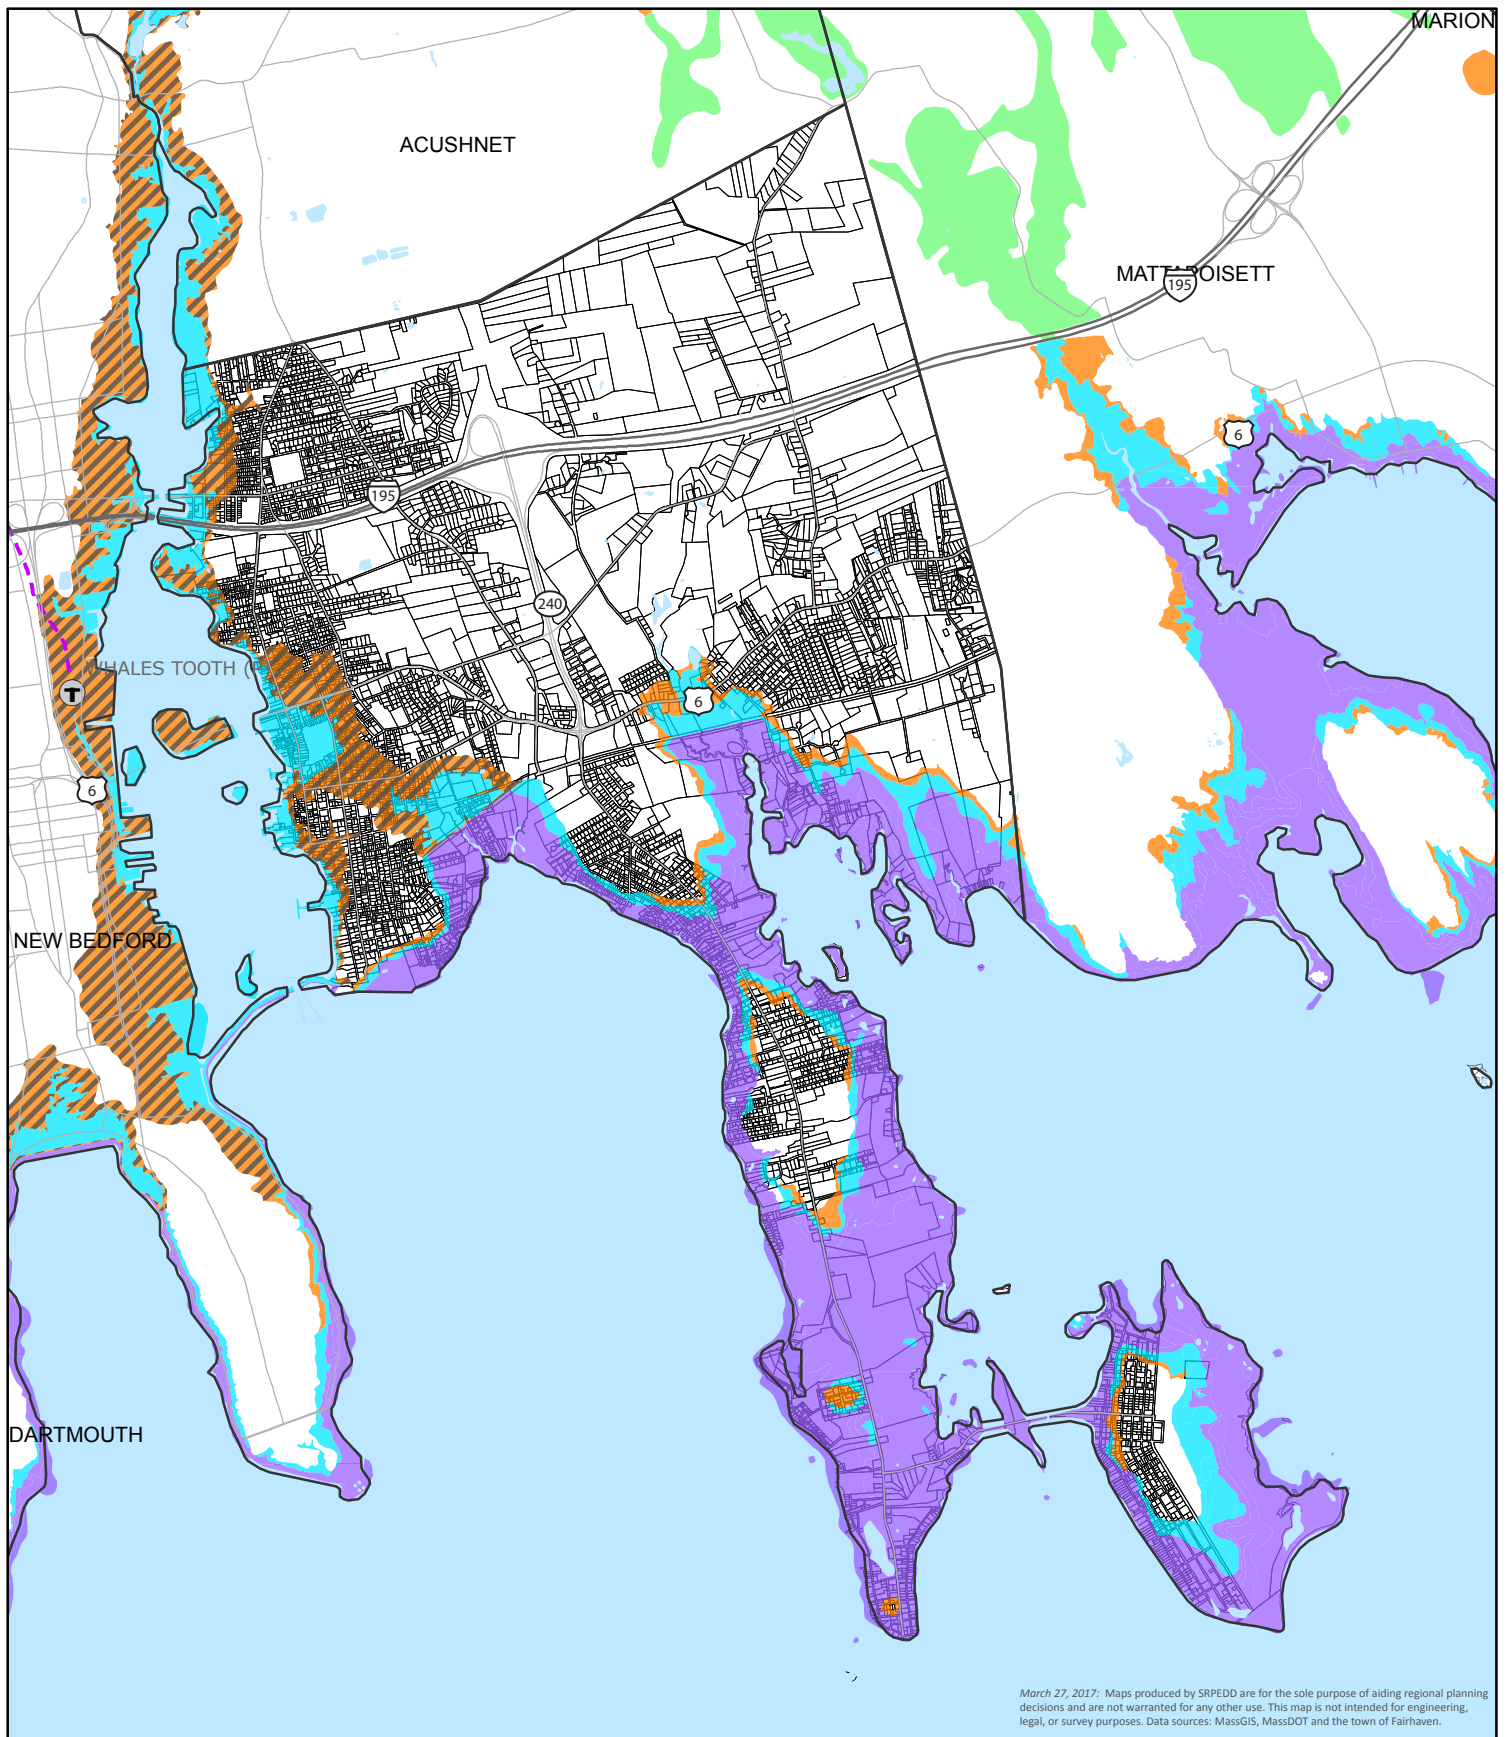 MARION
ACUSHNET
MATTAPOISETT
195
6
195
240
WHALES TOOTH
T
6
6
NEW BEDFORD
DARTMOUTH
March 27, 2017: Maps produced by SRPEDD are for the sole purpose of aiding regional planning
decisions and are not warranted for any other use. This map is not intended for engineering,
legal, or survey purposes. Data sources: MassGIS, MassDOT and the town of Fairhaven.